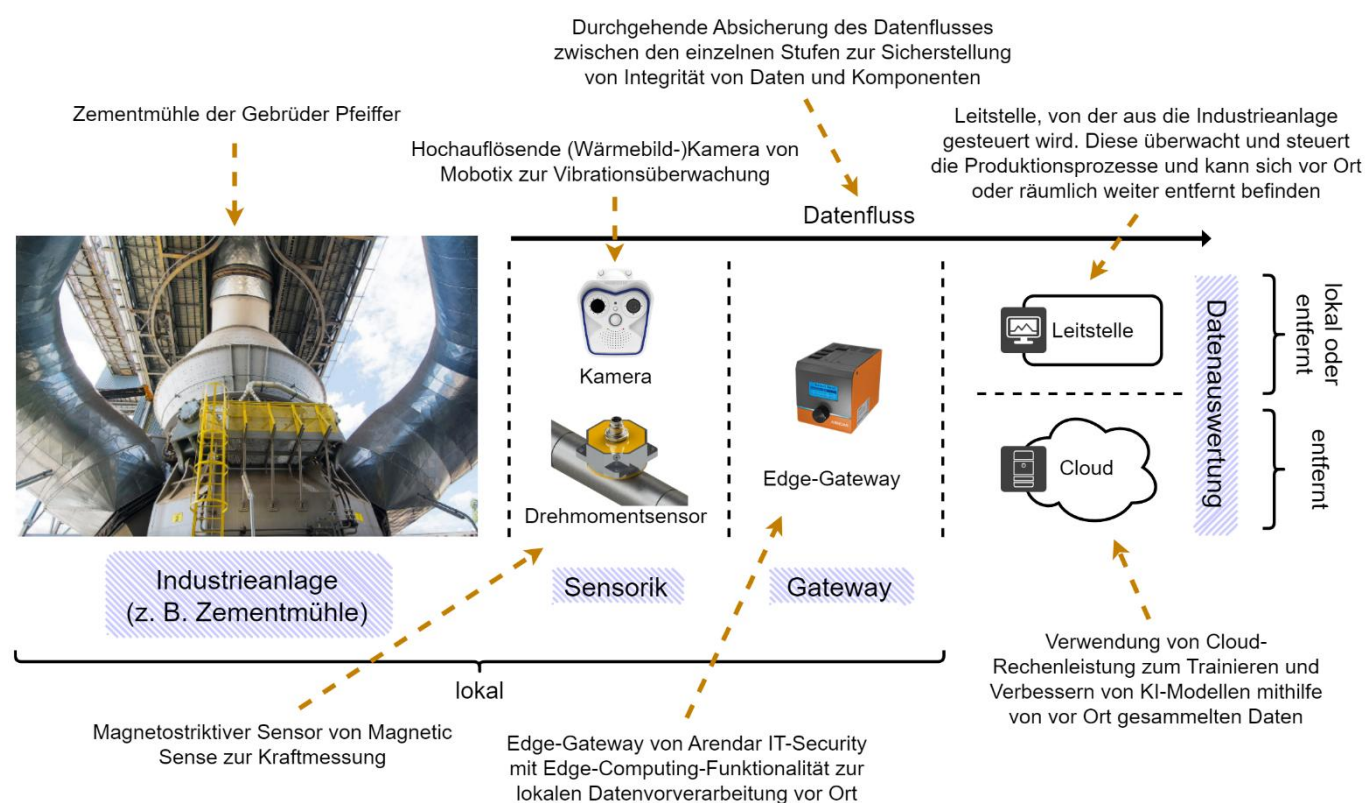 Durchgehende Absicherung des Datenflusses
zwischen den einzelnen Stufen zur Sicherstellung
von Integrität von Daten und Komponenten
Zementmühle der Gebrüder Pfeiffer
Hochauflösende (Wärmebild-)Kamera von
Mobotix zur Vibrationsüberwachung
Leitstelle, von der aus die Industrieanlage
gesteuert wird. Diese überwacht und steuert
die Produktionsprozesse und kann sich vor Ort
oder räumlich weiter entfernt befinden
Datenfluss
Kamera
Drehmomentsensor
Edge-Gateway
Leitstelle
Cloud
Datenauswertung
lokal oder
entfernt
entfernt
Industrieanlage
(z. B. Zementmühle)
Sensorik
Gateway
lokal
Magnetostriktiver Sensor von Magnetic
Sense zur Kraftmessung
Edge-Gateway von Arendar IT-Security
mit Edge-Computing-Funktionalität zur
lokalen Datenvorverarbeitung vor Ort
Verwendung von Cloud-
Rechenleistung zum Trainieren und
Verbessern von KI-Modellen mithilfe
von vor Ort gesammelten Daten